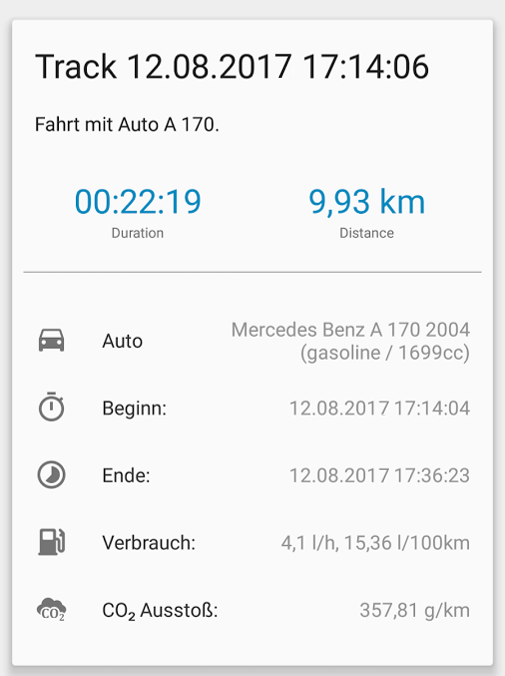 Track 12.08.2017 17:14:06
Fahrt mit Auto A 170.
00:22:19 9,93 km
Duration Distance
Auto Mercedes Benz A 170 2004
(gasoline / 1699cc)
Beginn: 12.08.2017 17:14:04
Ende: 12.08.2017 17:36:23
Verbrauch: 4,1 l/h, 15,36 l/100km
CO₂ CO₂ Ausstoß: 357,81 g/km